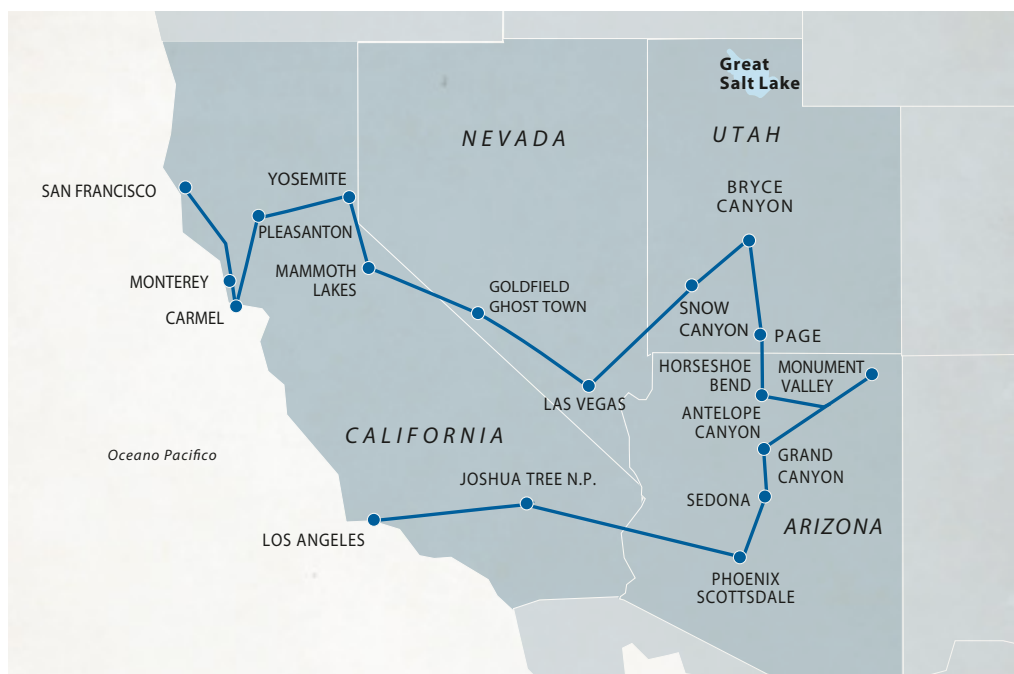 Great
Salt Lake
NEVADA
UTAH
YOSEMITE
BRYCE
CANYON
SAN FRANCISCO
PLEASANTON
MONTEREY
MAMMOTH
LAKES
GOLDFIELD
GHOST TOWN
SNOW
CANYON
CARMEL
PAGE
HORSESHOE
BEND
MONUMENT
VALLEY
LAS VEGAS
ANTELOPE
CANYON
CALIFORNIA
Oceano Pacifico
GRAND
CANYON
JOSHUA TREE N.P.
SEDONA
ARIZONA
LOS ANGELES
PHOENIX
SCOTTSDALE